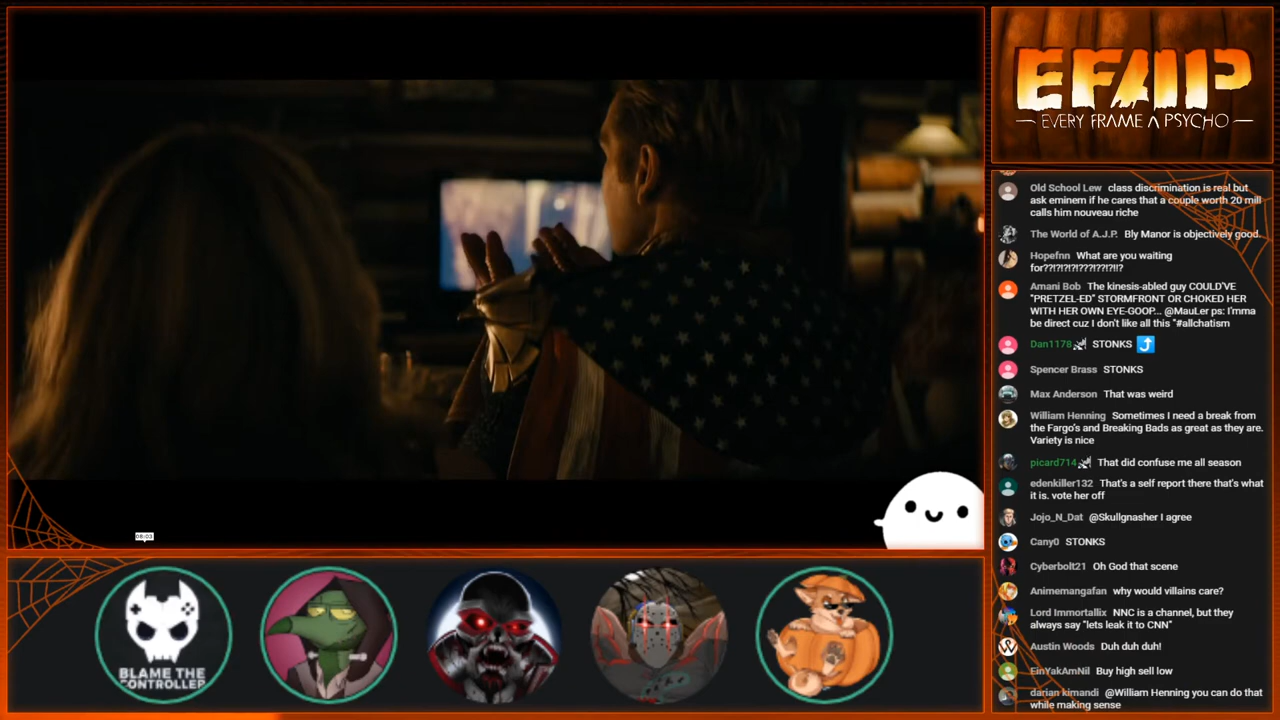 EFAP
EVERY FRAME A PSYCHO
Old School Lew class discrimination is real but
ask eminem if he cares that a couple worth 20 mill
calls him nouveau riche
The World of A.J.P. Bly Manor is objectively good.
Hopefnn What are you waiting
for??!?!?!?!???!??!?!!?
Amani Bob The kinesis-abled guy COULD'VE
"PRETZEL-ED" STORMFRONT OR CHOKED HER
WITH HER OWN EYE-GOOP... @MauLer ps: I'mma
be direct cuz I don't like all this "#allchatism
Dan1178 STONKS
Spencer Brass STONKS
Max Anderson That was weird
William Henning Sometimes I need a break from
the Fargo's and Breaking Bads as great as they are.
Variety is nice
picard714 That did confuse me all season
edenkiller132 That's a self report there that's what
it is. vote her off
Jojo_N_Dat @Skullgnasher I agree
Cany0 STONKS
Cyberbolt21 Oh God that scene
Animemangafan why would villains care?
Lord Immortallix NNC is a channel, but they
always say "lets leak it to CNN"
Austin Woods Duh duh duh!
EinYakAmNil Buy high sell low
darian kimandi @William Henning you can do that
while making sense
08:03
BLAME THE
CONTROLLER